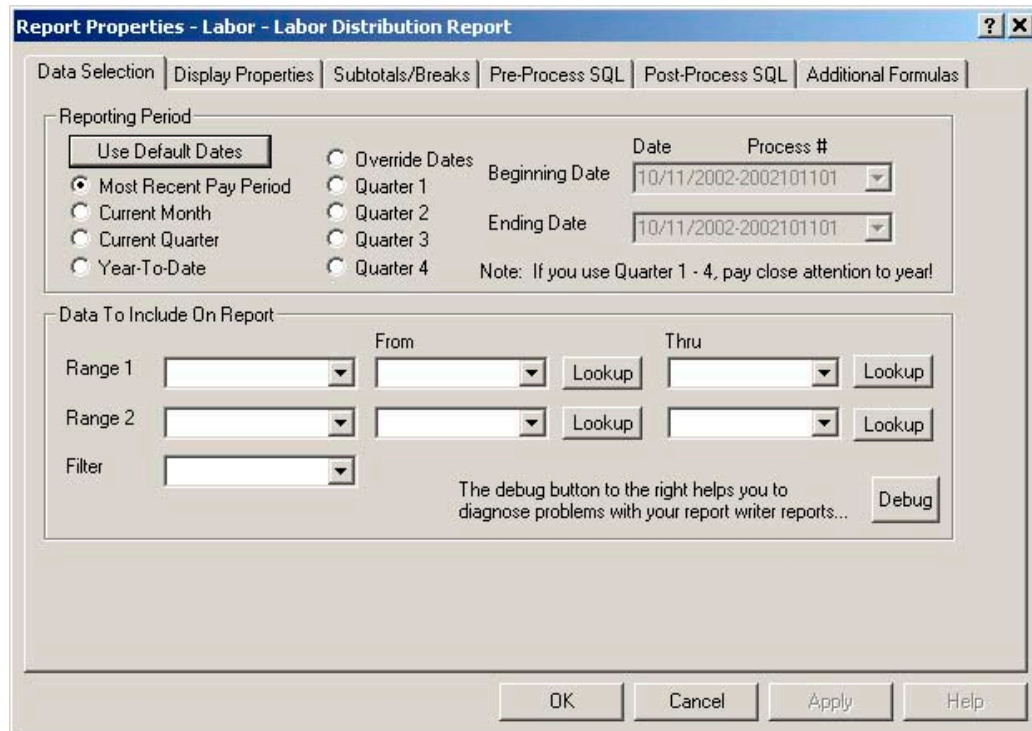 Report Properties - Labor - Labor Distribution Report
Data Selection Display Properties Subtotals/Breaks Pre-Process SQL Post-Process SQL Additional Formulas
Reporting Period
Use Default Dates
Most Recent Pay Period
Current Month
Current Quarter
Year-To-Date
Override Dates
Quarter 1
Quarter 2
Quarter 3
Quarter 4
Date Process #
Beginning Date 10/11/2002-2002101101
Ending Date 10/11/2002-2002101101
Note: If you use Quarter 1 - 4, pay close attention to year!
Data To Include On Report
From Thru
Range 1 Lookup Lookup
Range 2 Lookup Lookup
Filter
The debug button to the right helps you to
diagnose problems with your report writer reports...
Debug
OK Cancel Apply Help